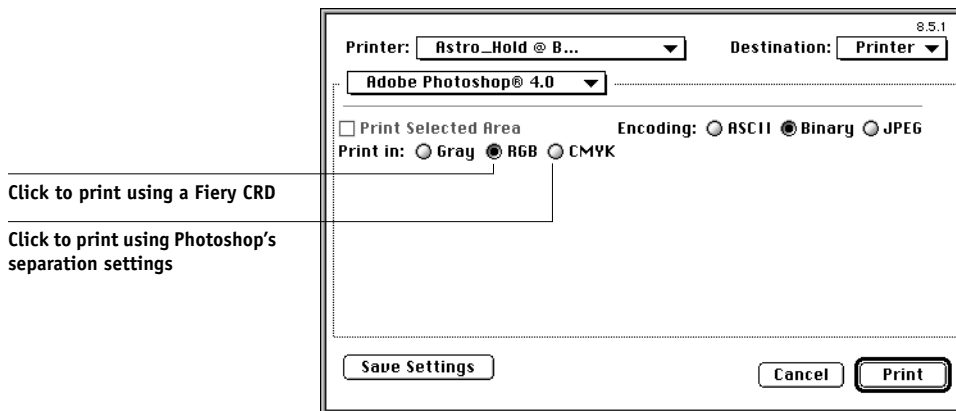 8.5.1
Printer: Astro_Hold @ B... Destination: Printer
Adobe Photoshop® 4.0
Print Selected Area Encoding: ASCII Binary JPEG
Print in: Gray RGB CMYK
Click to print using a Fiery CRD
Click to print using Photoshop's
separation settings
Save Settings Cancel Print